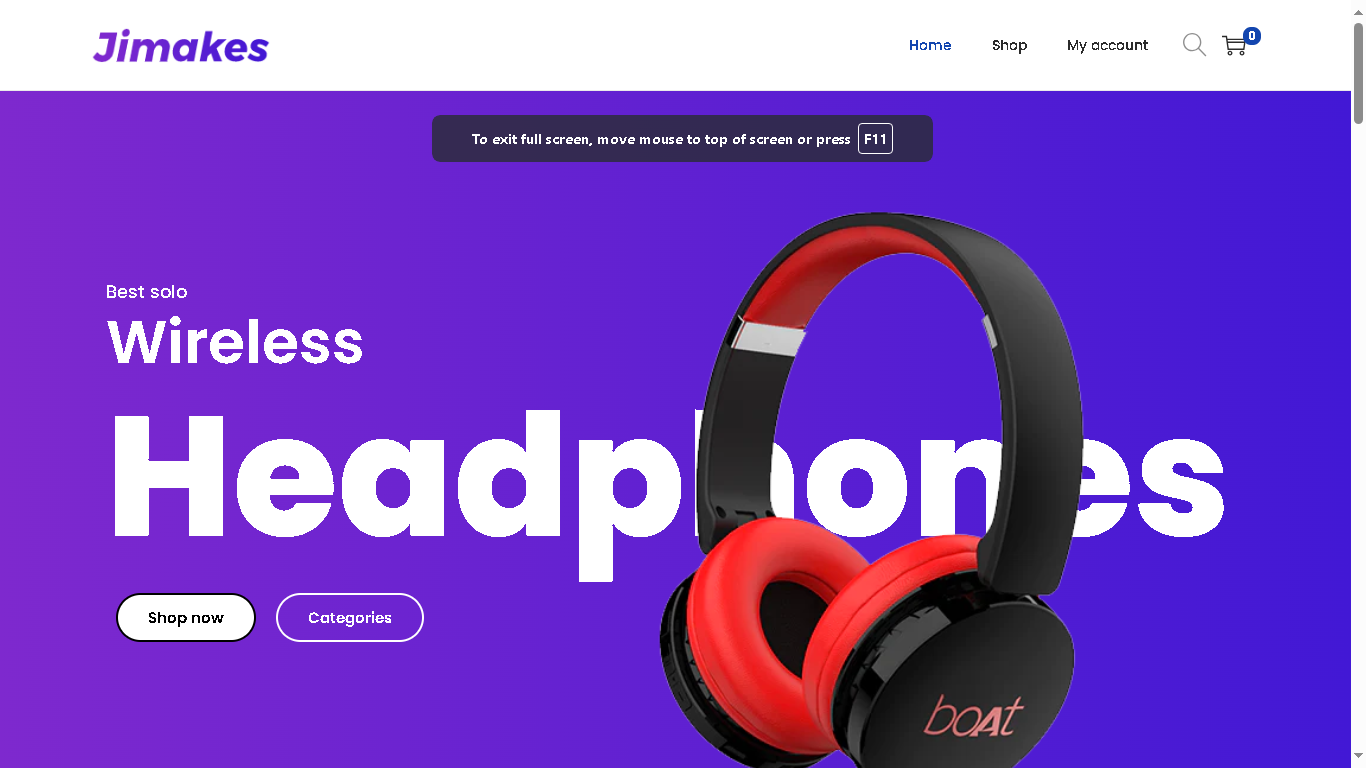 Jimakes
Home Shop My account 0
To exit full screen, move mouse to top of screen or press F11
Best solo
Wireless
Headphones
Shop now Categories
boAt